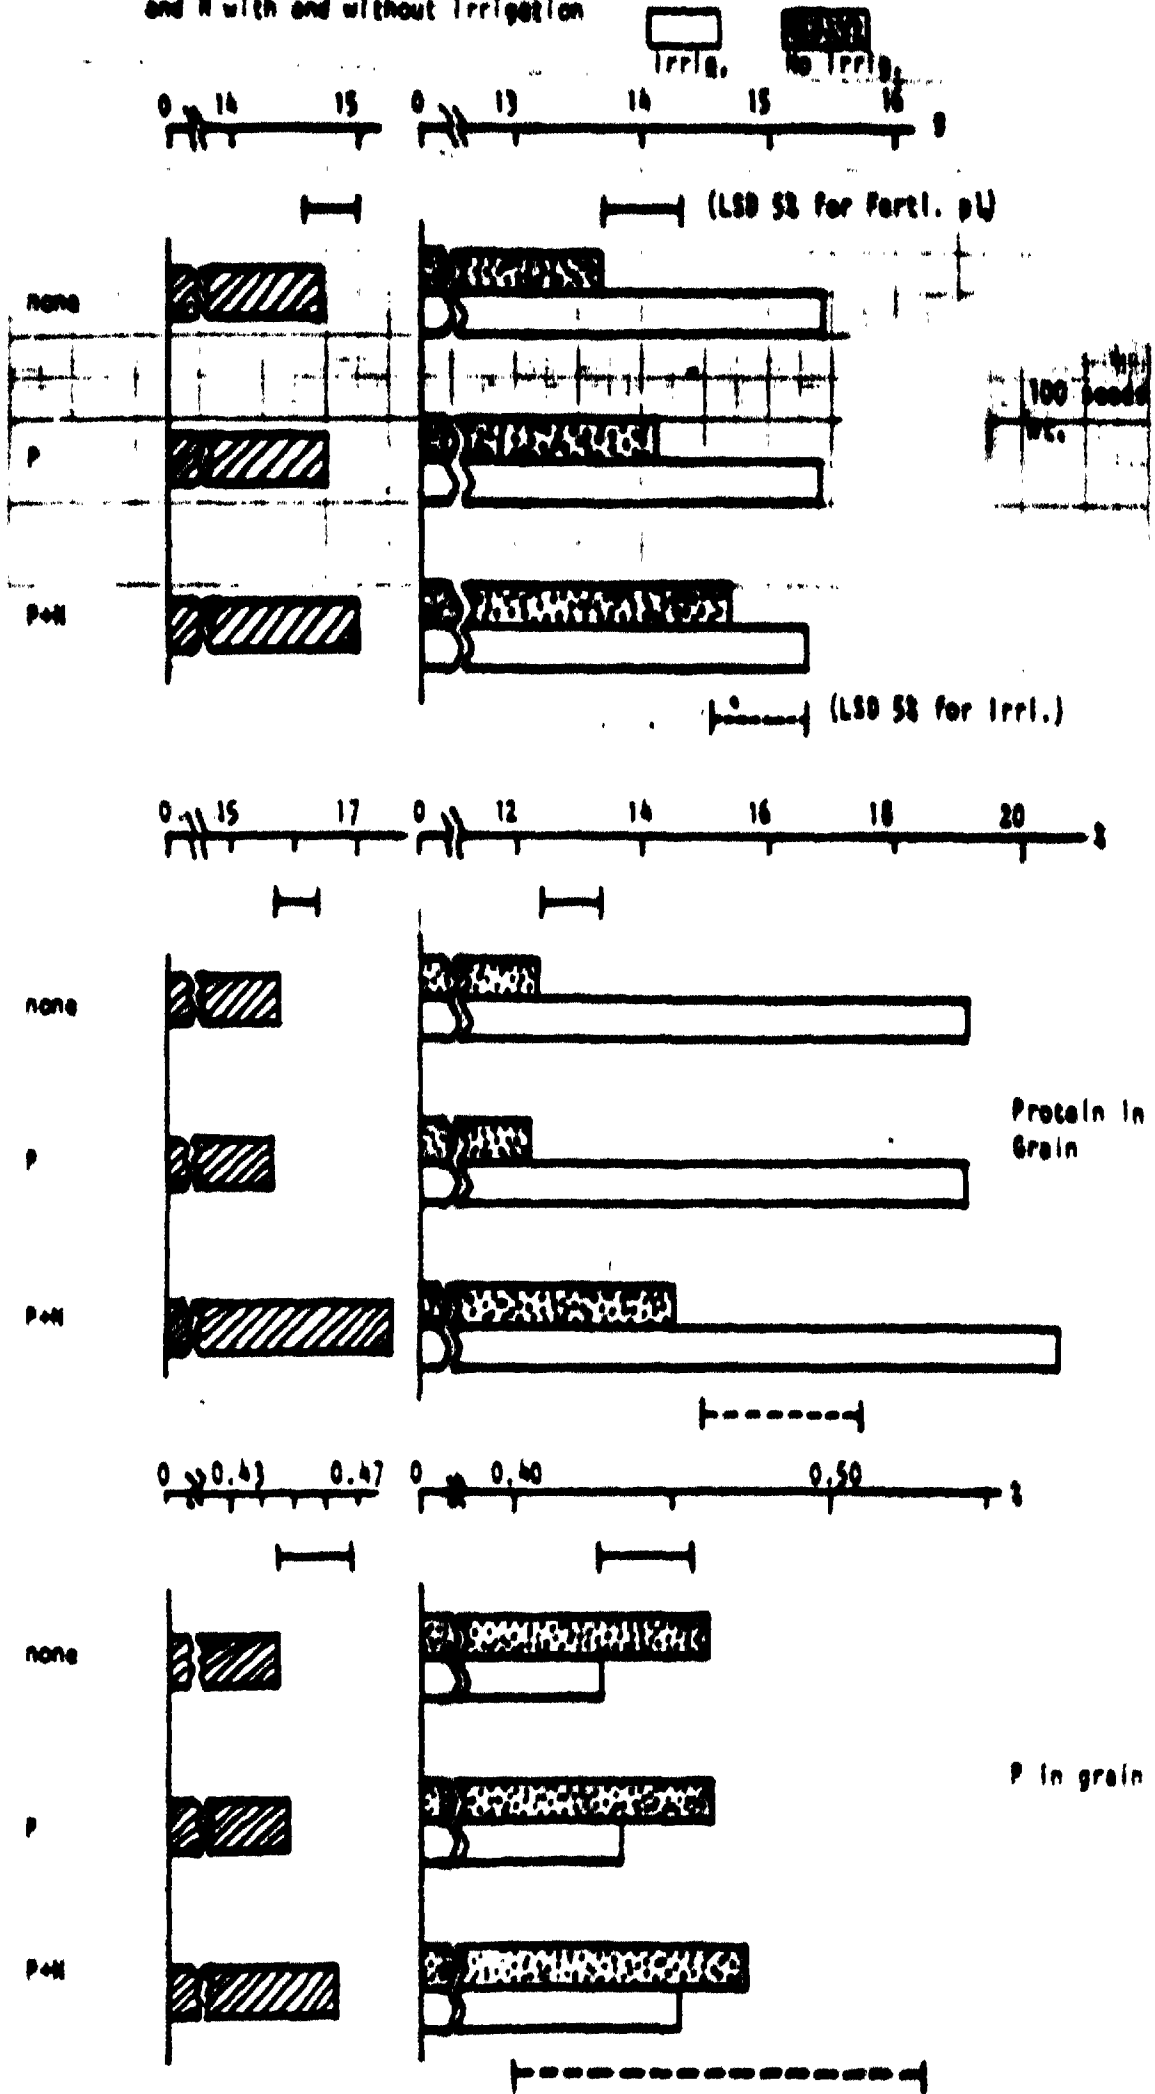 and N with and without irrigation
Irrig. No Irrig.
0 14 15 0 13 14 15 16 g
(LSD 5% for Fertl.
none
100 seeds
wt.
P
P+N
(LSD 5% for Irrl.)
0 15 17 0 12 14 16 18 20 %
none
Protein in
Grain
P
P+N
0 0.43 0.47 0 0.40 0.50 %
none
P in grain
P
P+N